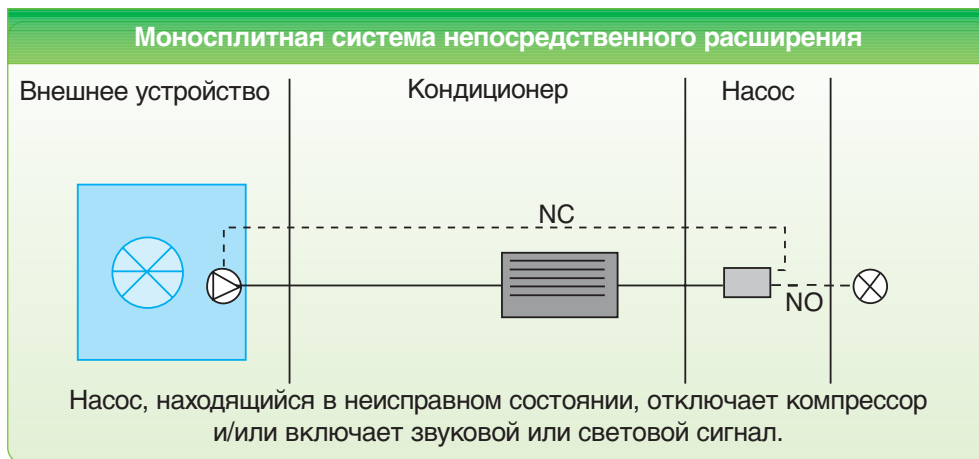 Моносплитная система непосредственного расширения
Внешнее устройство
Кондиционер
Насос
NC
NO
Насос, находящийся в неисправном состоянии, отключает компрессор
и/или включает звуковой или световой сигнал.